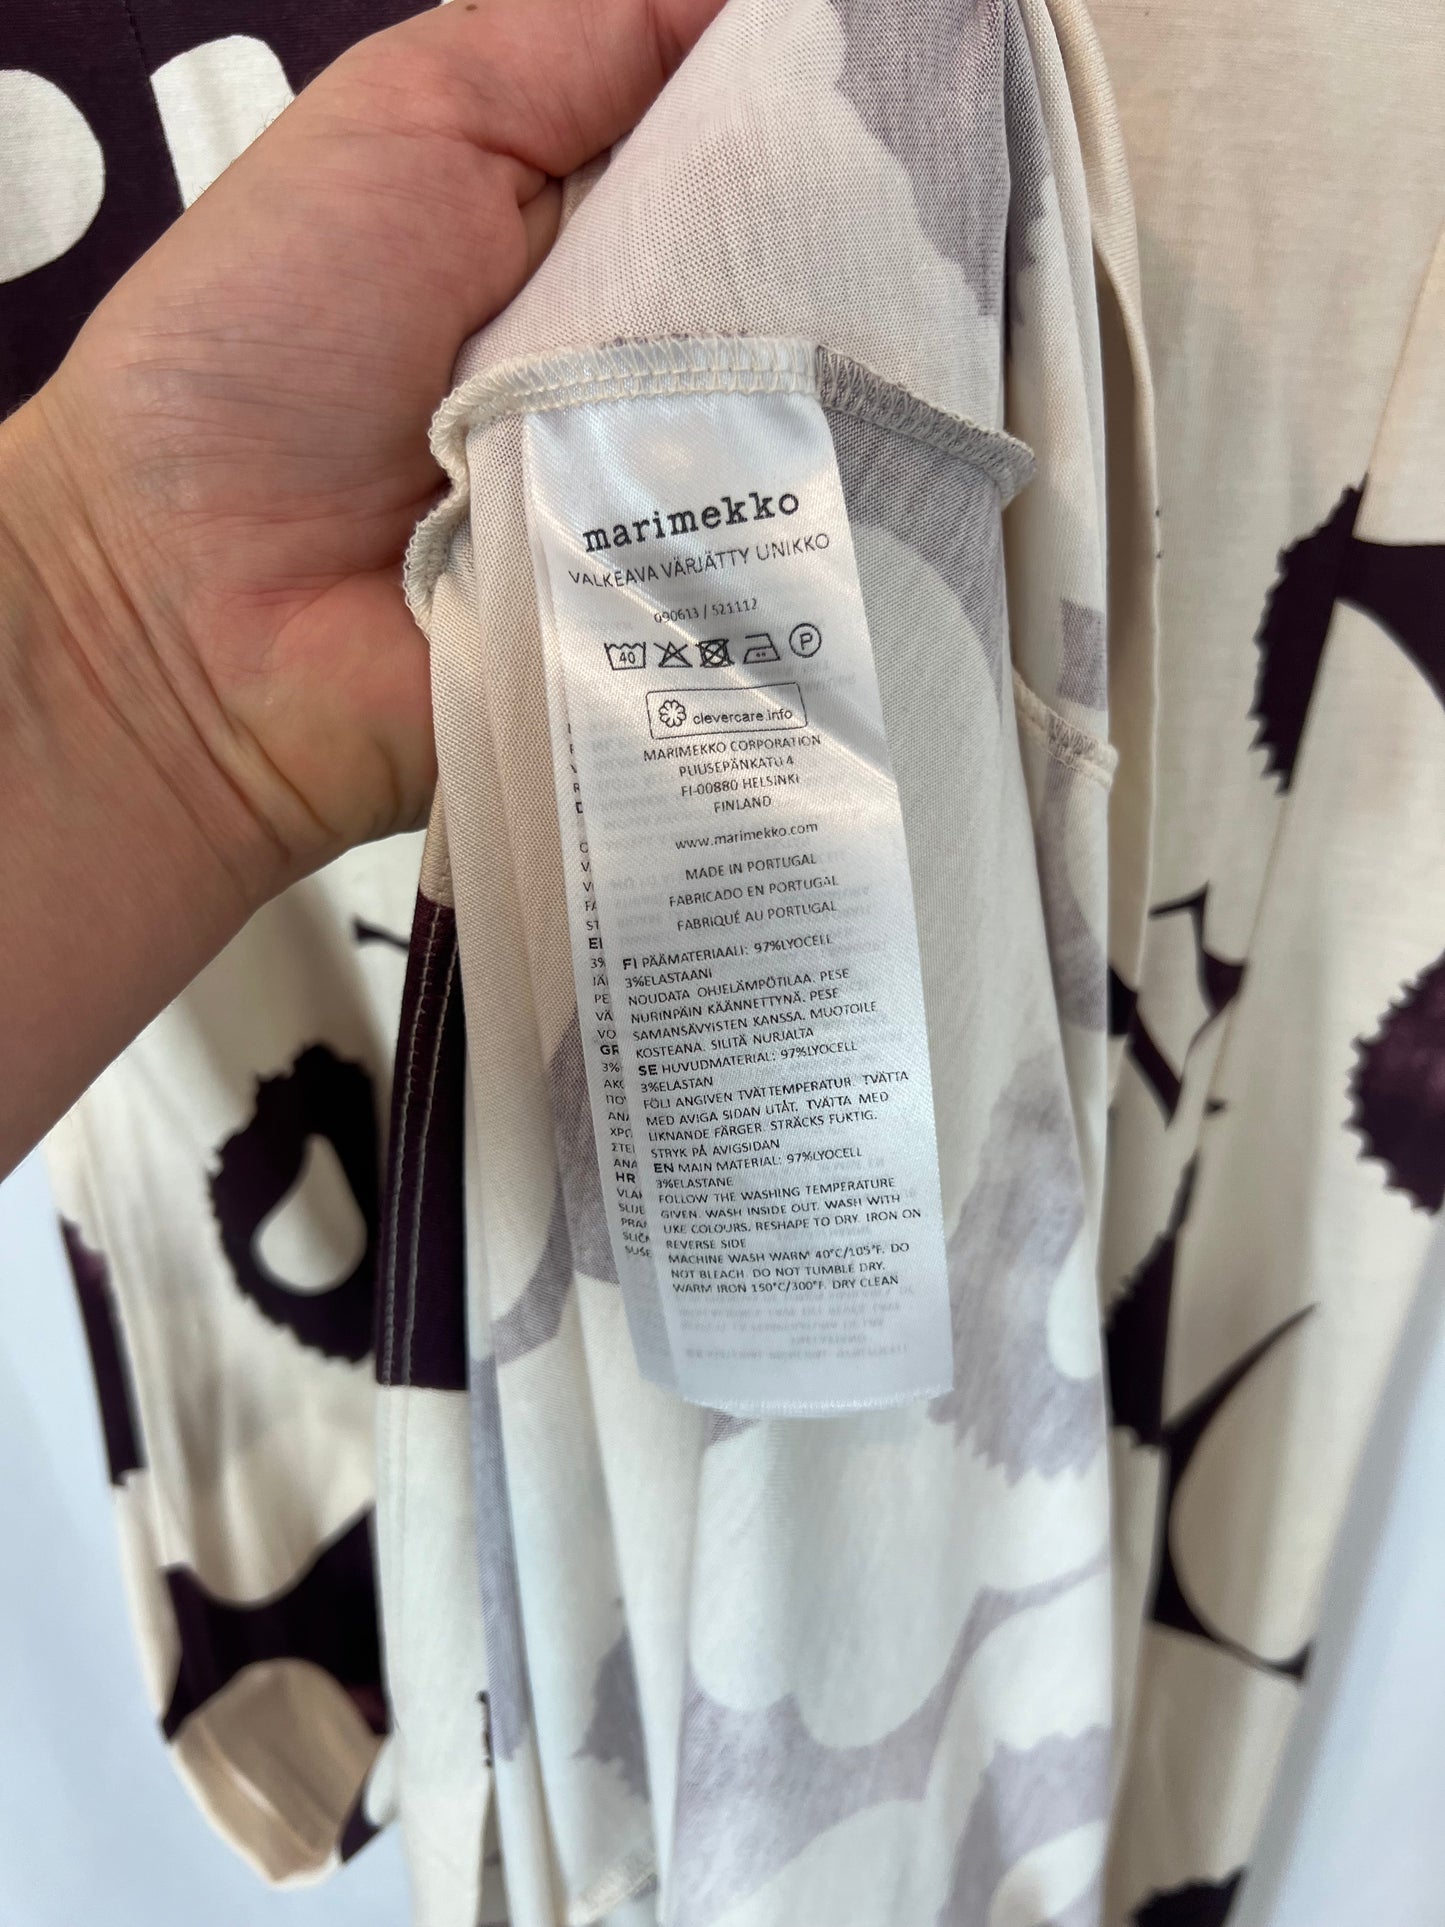 marimekko
VALKEAVA VÄRJÄTTY UNIKKO
090613 / 521112
40 P
clevercare.info
MARIMEKKO CORPORATION
PUUSEPÄNKATU 4
FI-00880 HELSINKI
FINLAND
www.marimekko.com
MADE IN PORTUGAL
FABRICADO EN PORTUGAL
FABRIQUÉ AU PORTUGAL
FI PÄÄMATERIAALI: 97%LYOCELL
3%ELASTAANI
NOUDATA OHJELÄMPÖTILAA. PESE
NURINPÄIN KÄÄNNETTYNÄ. PESE
SAMANSÄVYISTEN KANSSA. MUOTOILE
KOSTEANA. SILITÄ NURJALTA
SE HUVUDMATERIAL: 97%LYOCELL
3%ELASTAN
FÖLJ ANGIVEN TVÄTTEMPERATUR. TVÄTTA
MED AVIGA SIDAN UTÅT. TVÄTTA MED
LIKNANDE FÄRGER. STRÄCKS FUKTIG.
STRYK PÅ AVIGSIDAN
EN MAIN MATERIAL: 97%LYOCELL
3%ELASTANE
FOLLOW THE WASHING TEMPERATURE
GIVEN. WASH INSIDE OUT. WASH WITH
LIKE COLOURS. RESHAPE TO DRY. IRON ON
REVERSE SIDE
MACHINE WASH WARM 40°C/105°F. DO
NOT BLEACH. DO NOT TUMBLE DRY.
WARM IRON 150°C/300°F. DRY CLEAN